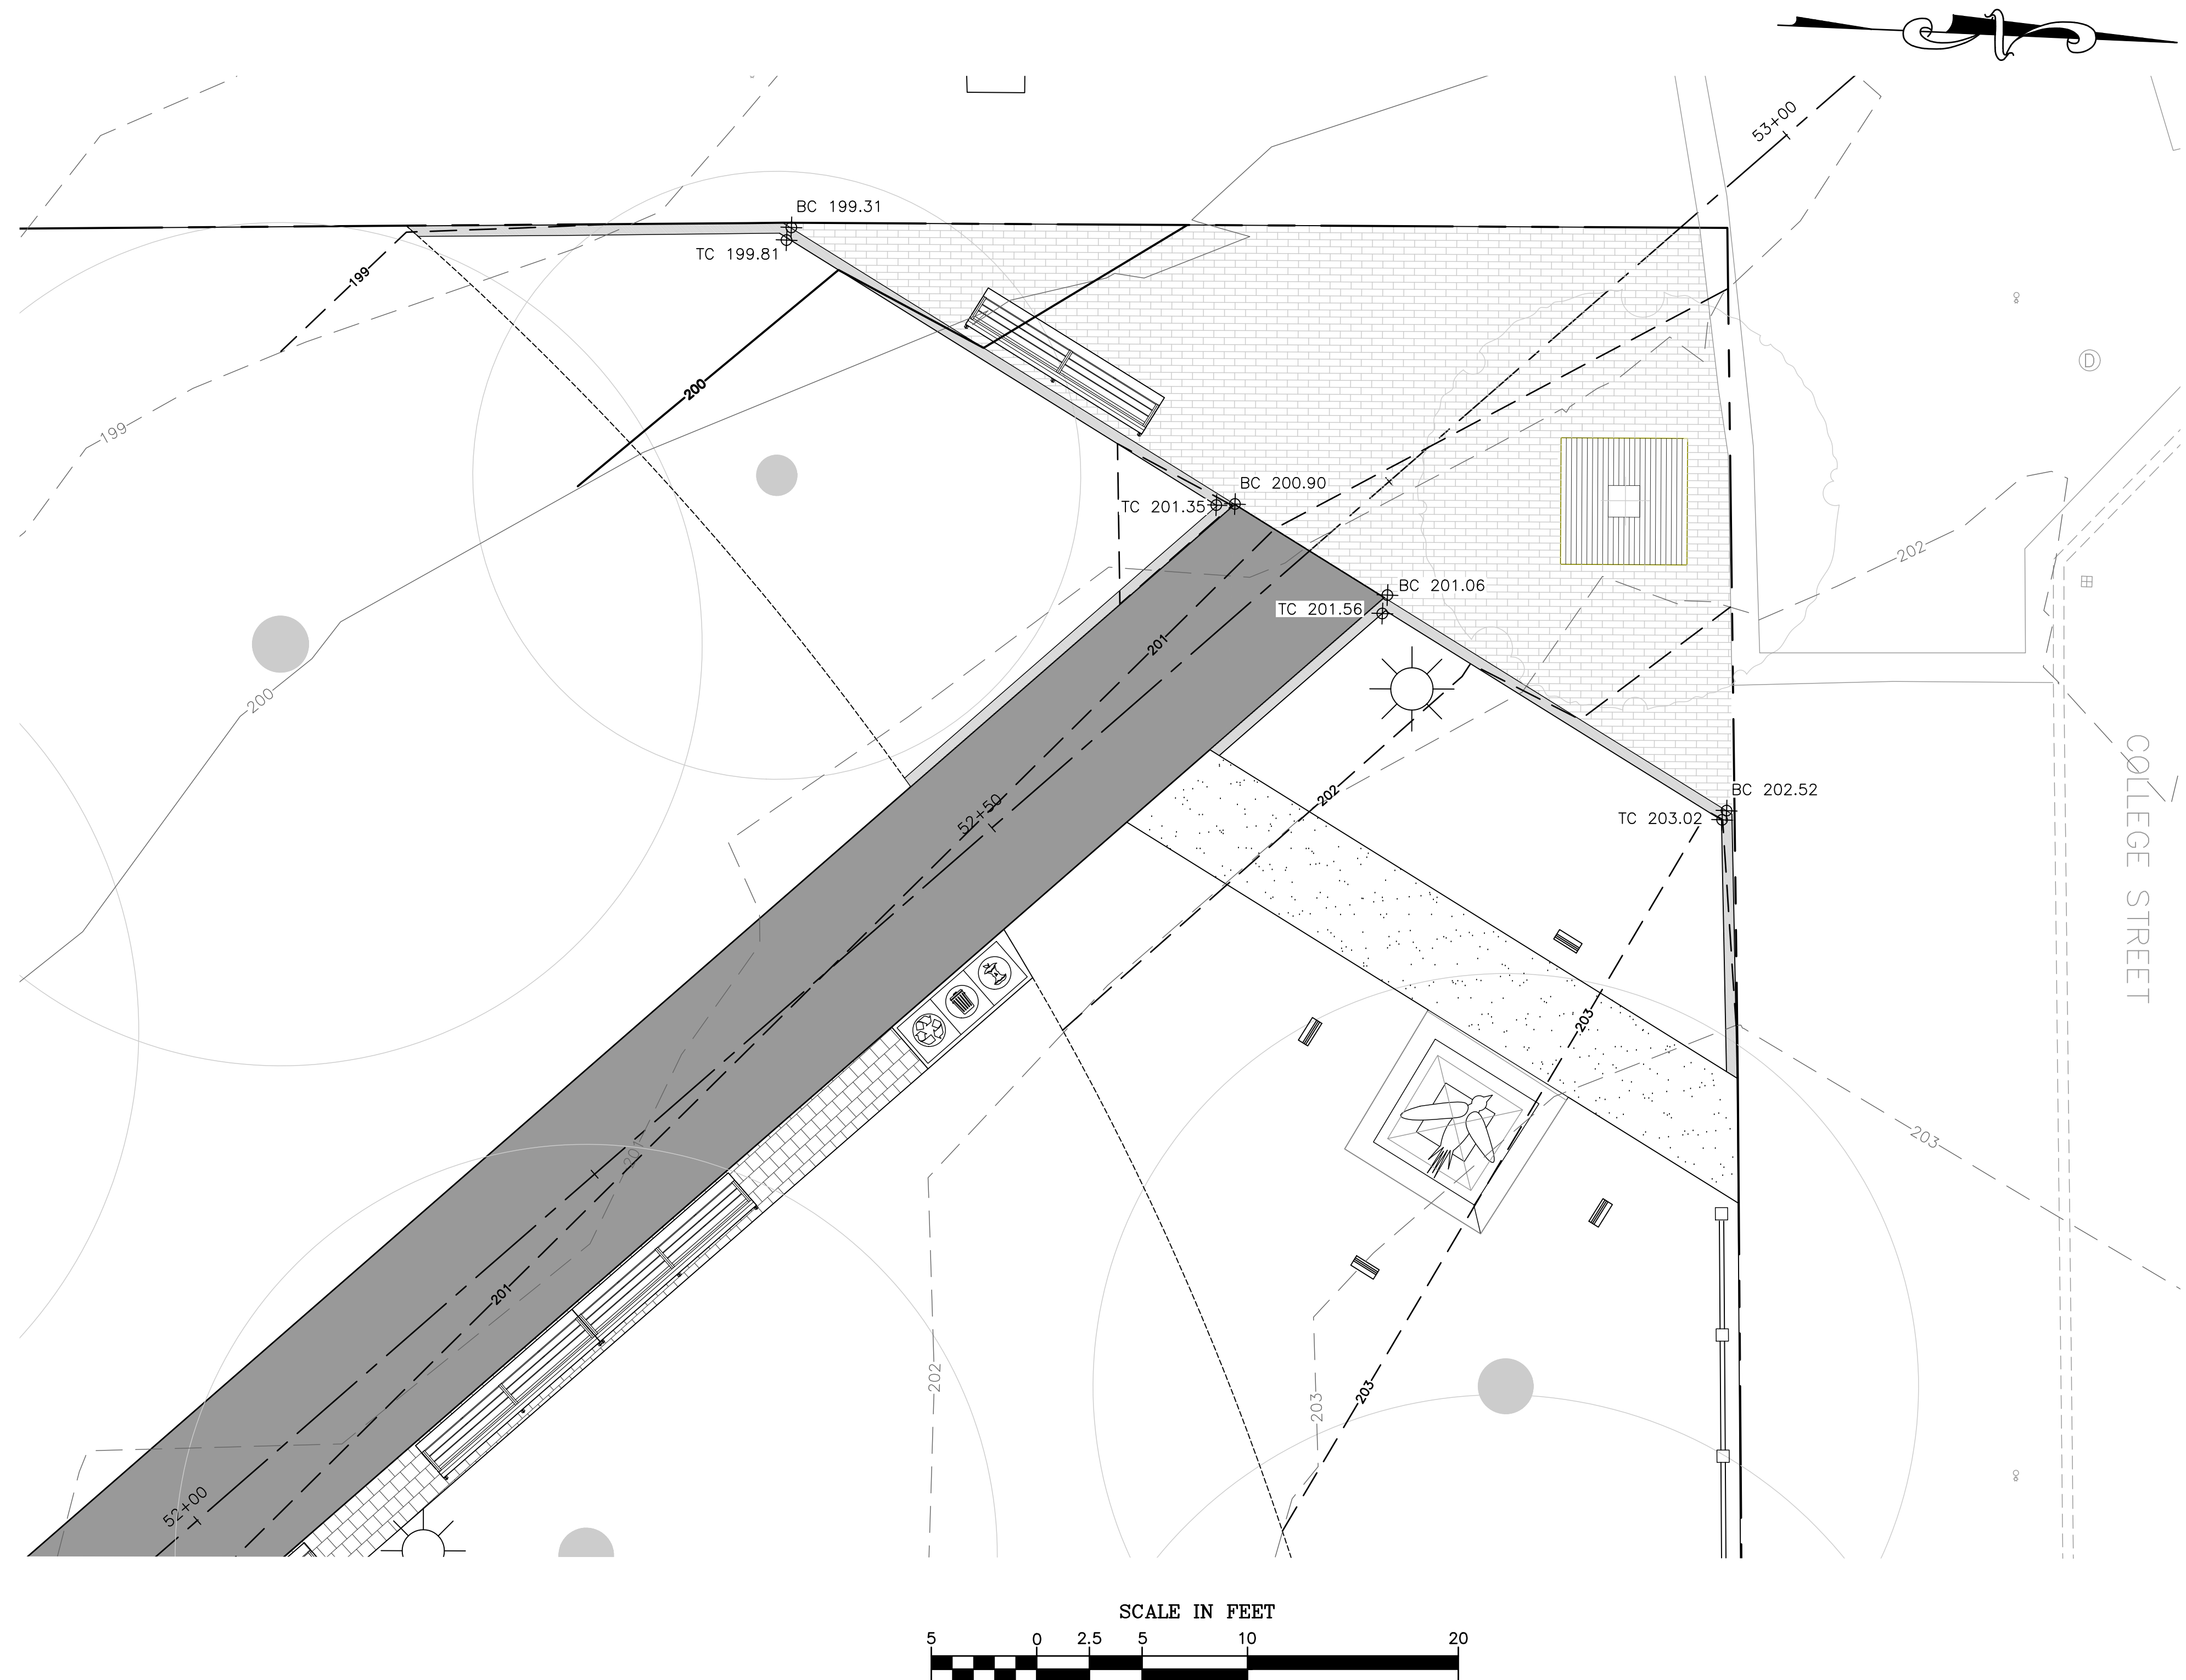 53+00
BC 199.31
TC 199.81
199
200
199
BC 200.90
TC 201.35
202
BC 201.06
TC 201.56
201
200
D
202
BC 202.52
TC 203.02
52+50
COLLEGE STREET
203
203
201
202
203
203
52+00
SCALE IN FEET
5 0 2.5 5 10 20